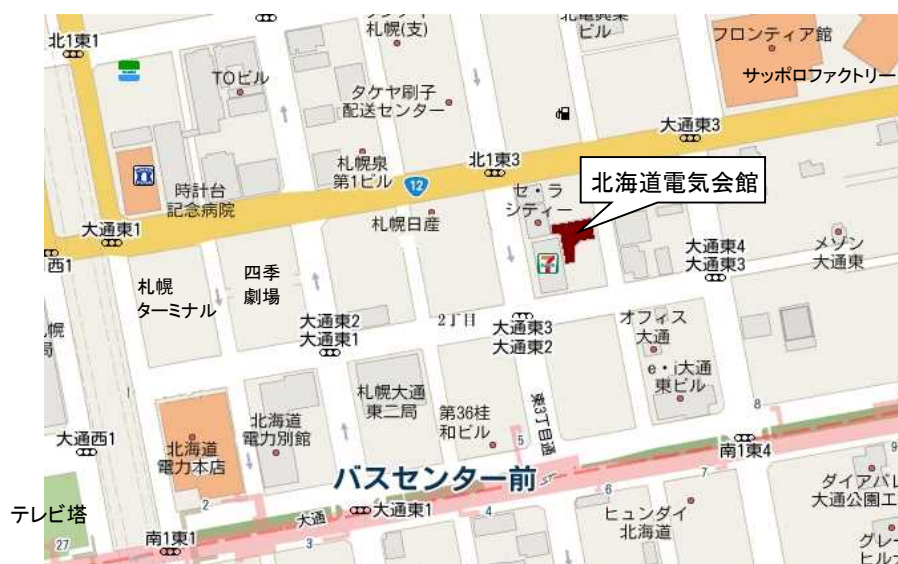 北1東1
札幌(支)
ビル
フロンティア館
サッポロファクトリー
TOビル
タケヤ刷子
配送センター
大通東3
北1東3
札幌泉
第1ビル
12
北海道電気会館
時計台
記念病院
セ・ラ
シティー
札幌日産
大通東1
西1
大通東4
大通東3
メゾン
大通東
札幌
ターミナル
四季
劇場
7
大通東2
大通東1
2丁目
大通東3
大通東2
オフィス
大通
e・i大通
東ビル
札幌大通
東二局
第36桂
和ビル
東3丁目通
8
大通西1
北海道
電力本店
北海道
電力別館
5
南1東4
9
バスセンター前
テレビ塔
27
2
大通
大通東1
4
6
7
ダイアパレ
大通公園エ
南1東1
3
ヒュンダイ
北海道
グレー
ヒルズ